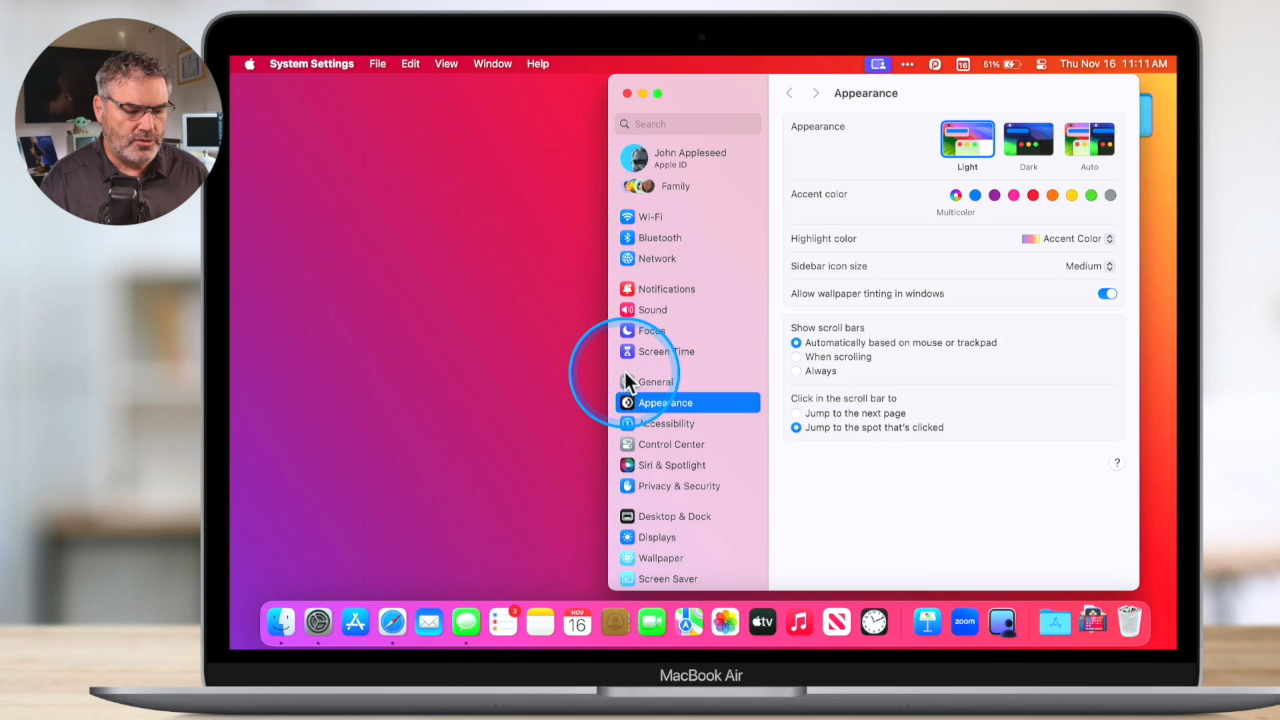 System Settings File Edit View Window Help 16 61% Thu Nov 16 11:11 AM
Search
John Appleseed
Apple ID
Family
Wi-Fi
Bluetooth
Network
Notifications
Sound
Focus
Screen Time
General
Appearance
Accessibility
Control Center
Siri & Spotlight
Privacy & Security
Desktop & Dock
Displays
Wallpaper
Screen Saver
Appearance
Appearance
Light Dark Auto
Accent color
Multicolor
Highlight color Accent Color
Sidebar icon size Medium
Allow wallpaper tinting in windows
Show scroll bars
Automatically based on mouse or trackpad
When scrolling
Always
Click in the scroll bar to
Jump to the next page
Jump to the spot that's clicked
?
3
NOV
16
tv
zoom
MacBook Air